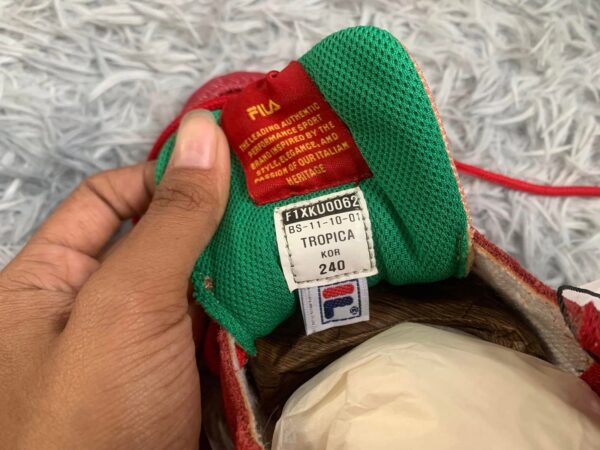 FILA
THE LEADING AUTHENTIC
PERFORMANCE SPORT
BRAND INSPIRED BY THE
STYLE, ELEGANCE, AND
PASSION OF OUR ITALIAN
HERITAGE
F1XKU0062
BS-11-10-01
TROPICA
KOR
240